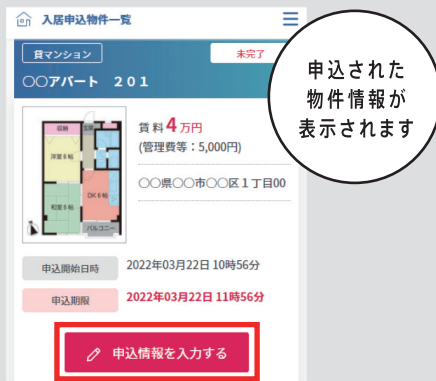 入居申込物件一覧
貸マンション
未完了
○○アパート 201
申込された
物件情報が
表示されます
収納
玄関
洋室6帖
和室6帖
DK6帖
バルコニー
賃料4万円
(管理費等：5,000円)
○○県○○市○○区1丁目00
申込開始日時
2022年03月22日 10時56分
申込期限
2022年03月22日 11時56分
申込情報を入力する